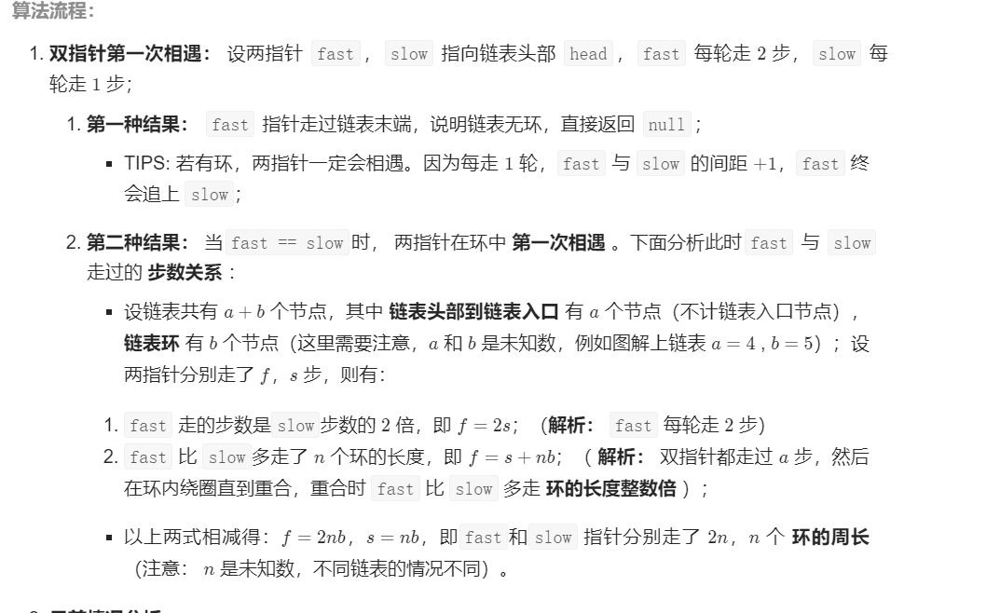 算法流程：
1. 双指针第一次相遇： 设两指针 fast ， slow 指向链表头部 head ， fast 每轮走 2 步， slow 每
轮走 1 步；
1. 第一种结果： fast 指针走过链表末端，说明链表无环，直接返回 null ；
▪ TIPS: 若有环，两指针一定会相遇。因为每走 1 轮， fast 与 slow 的间距 +1， fast 终
会追上 slow ；
2. 第二种结果： 当 fast == slow 时， 两指针在环中 第一次相遇 。下面分析此时 fast 与 slow
走过的 步数关系 ：
▪ 设链表共有 a + b 个节点，其中 链表头部到链表入口 有 a 个节点（不计链表入口节点），
链表环 有 b 个节点（这里需要注意，a 和 b 是未知数，例如图解上链表 a = 4 , b = 5）；设
两指针分别走了 f，s 步，则有：
1. fast 走的步数是 slow 步数的 2 倍，即 f = 2s；（解析： fast 每轮走 2 步）
2. fast 比 slow 多走了 n 个环的长度，即 f = s + nb；（ 解析： 双指针都走过 a 步，然后
在环内绕圈直到重合，重合时 fast 比 slow 多走 环的长度整数倍 ）；
▪ 以上两式相减得：f = 2nb，s = nb，即 fast 和 slow 指针分别走了 2n，n 个 环的周长
（注意： n 是未知数，不同链表的情况不同）。